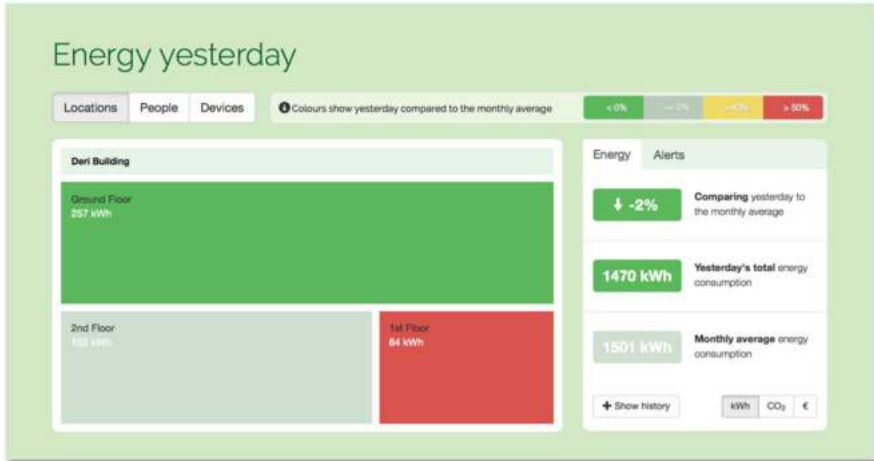 Energy yesterday
Locations People Devices
Colours show yesterday compared to the monthly average
< 0%
> 50%
Deri Building
Ground Floor
257 kWh
2nd Floor
1st Floor
84 kWh
Energy Alerts
-2%
Comparing yesterday to
the monthly average
1470 kWh
Yesterday's total energy
consumption
1501 kWh
Monthly average energy
consumption
Show history
kWh CO₂ €